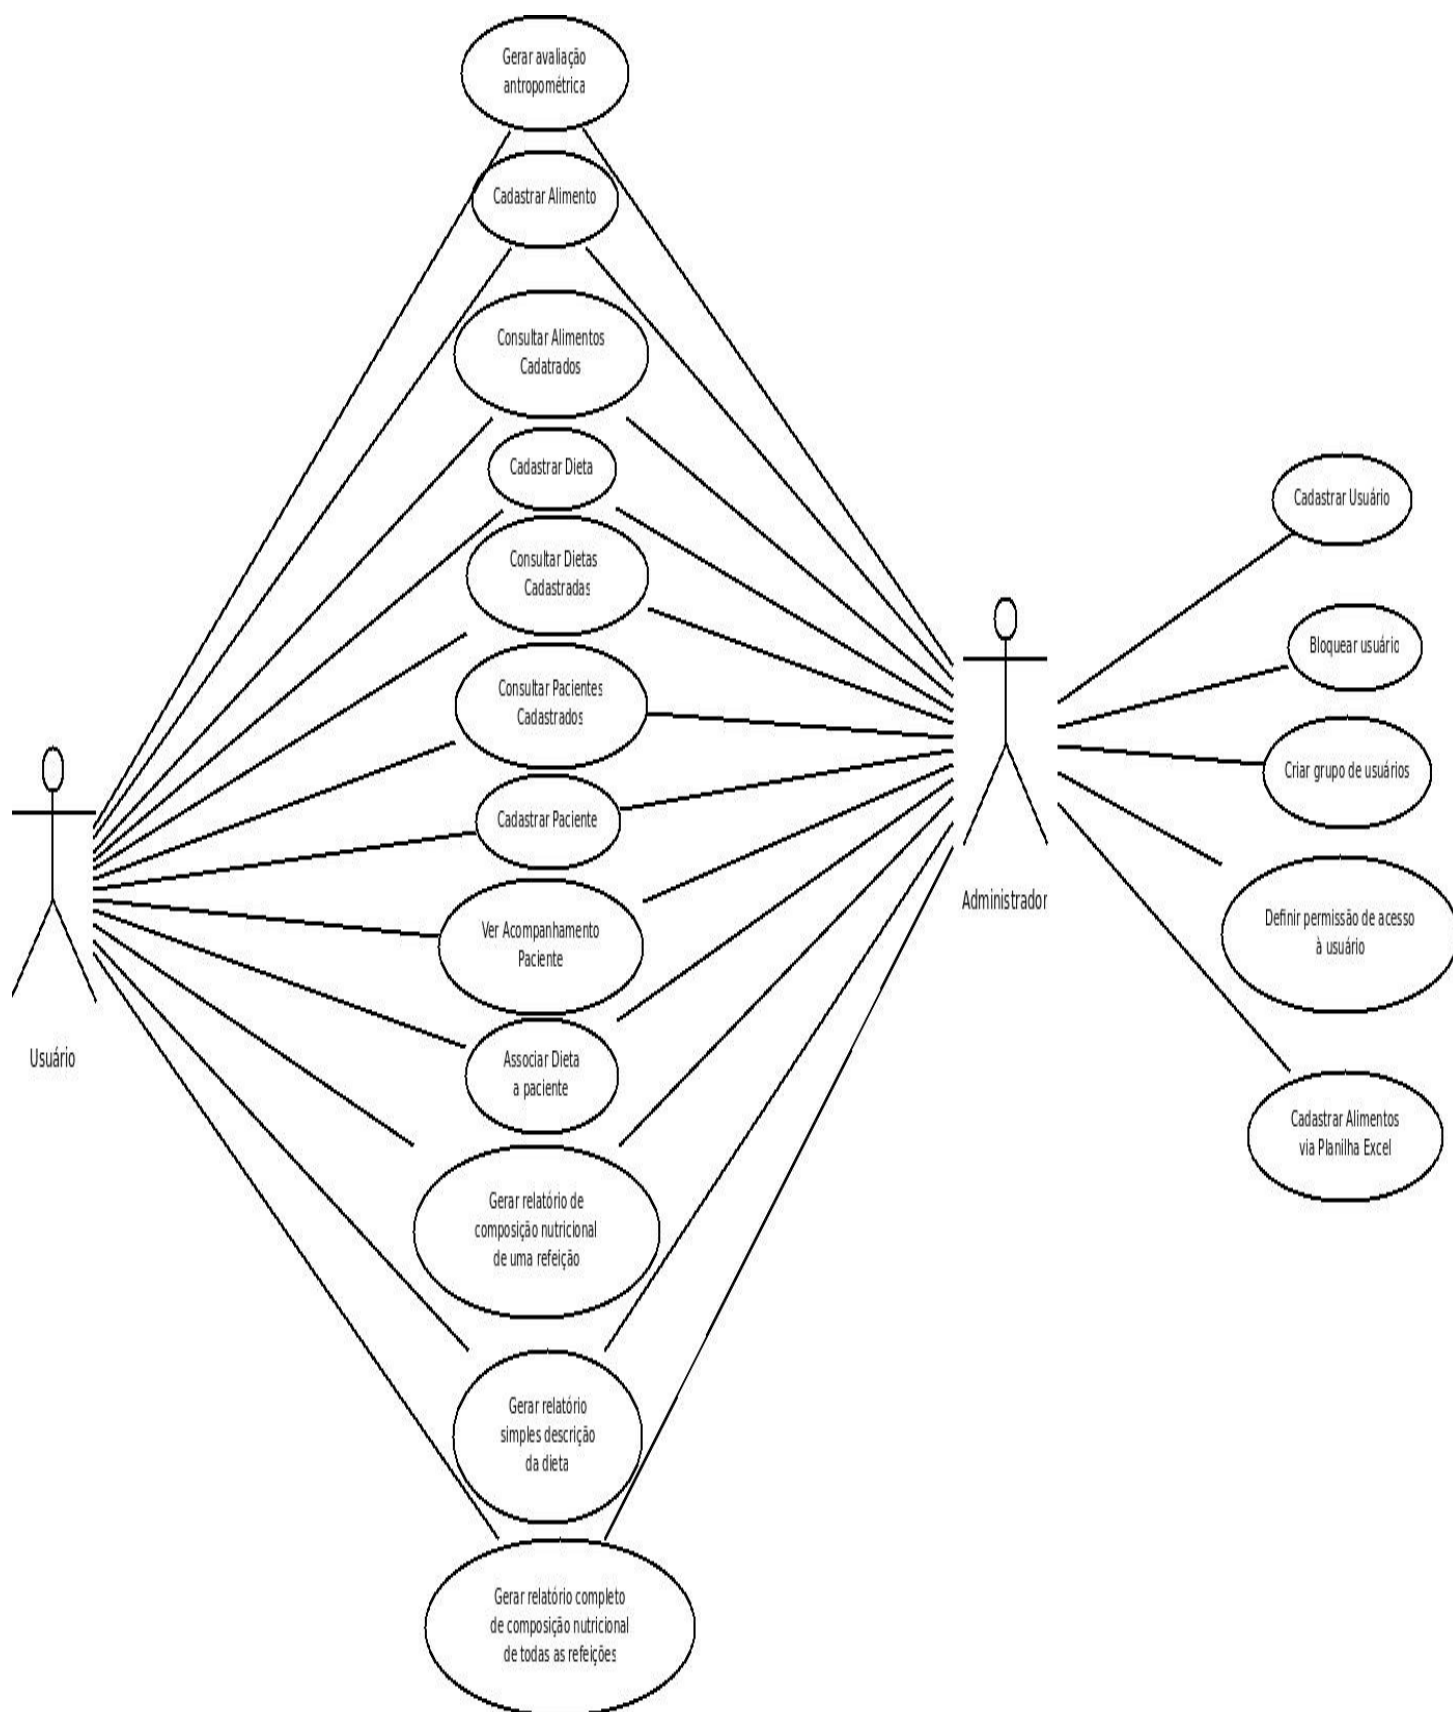 Gerar avaliação
antropométrica
Cadastrar Alimento
Consultar Alimentos
Cadatrados
Cadastrar Dieta
Consultar Dietas
Cadastradas
Consultar Pacientes
Cadastrados
Cadastrar Paciente
Ver Acompanhamento
Paciente
Associar Dieta
a paciente
Gerar relatório de
composição nutricional
de uma refeição
Gerar relatório
simples descrição
da dieta
Gerar relatório completo
de composição nutricional
de todas as refeições
Usuário
Administrador
Cadastrar Usuário
Bloquear usuário
Criar grupo de usuários
Definir permissão de acesso
à usuário
Cadastrar Alimentos
via Planilha Excel